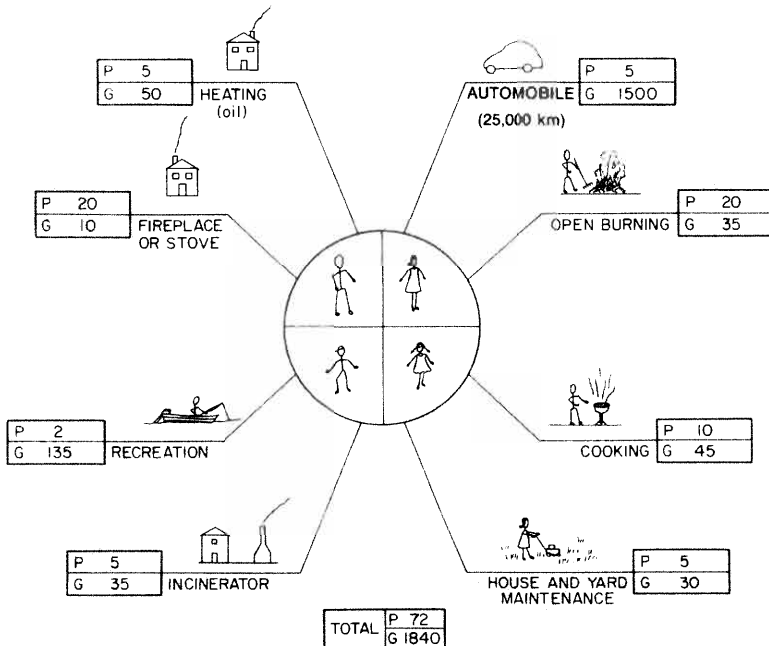 P 5
G 50
HEATING
(oil)
AUTOMOBILE
(25,000 km)
P 5
G 1500
P 20
G 10
FIREPLACE
OR STOVE
OPEN BURNING
P 20
G 35
P 2
G 135
RECREATION
COOKING
P 10
G 45
P 5
G 35
INCINERATOR
HOUSE AND YARD
MAINTENANCE
P 5
G 30
TOTAL
P 72
G 1840